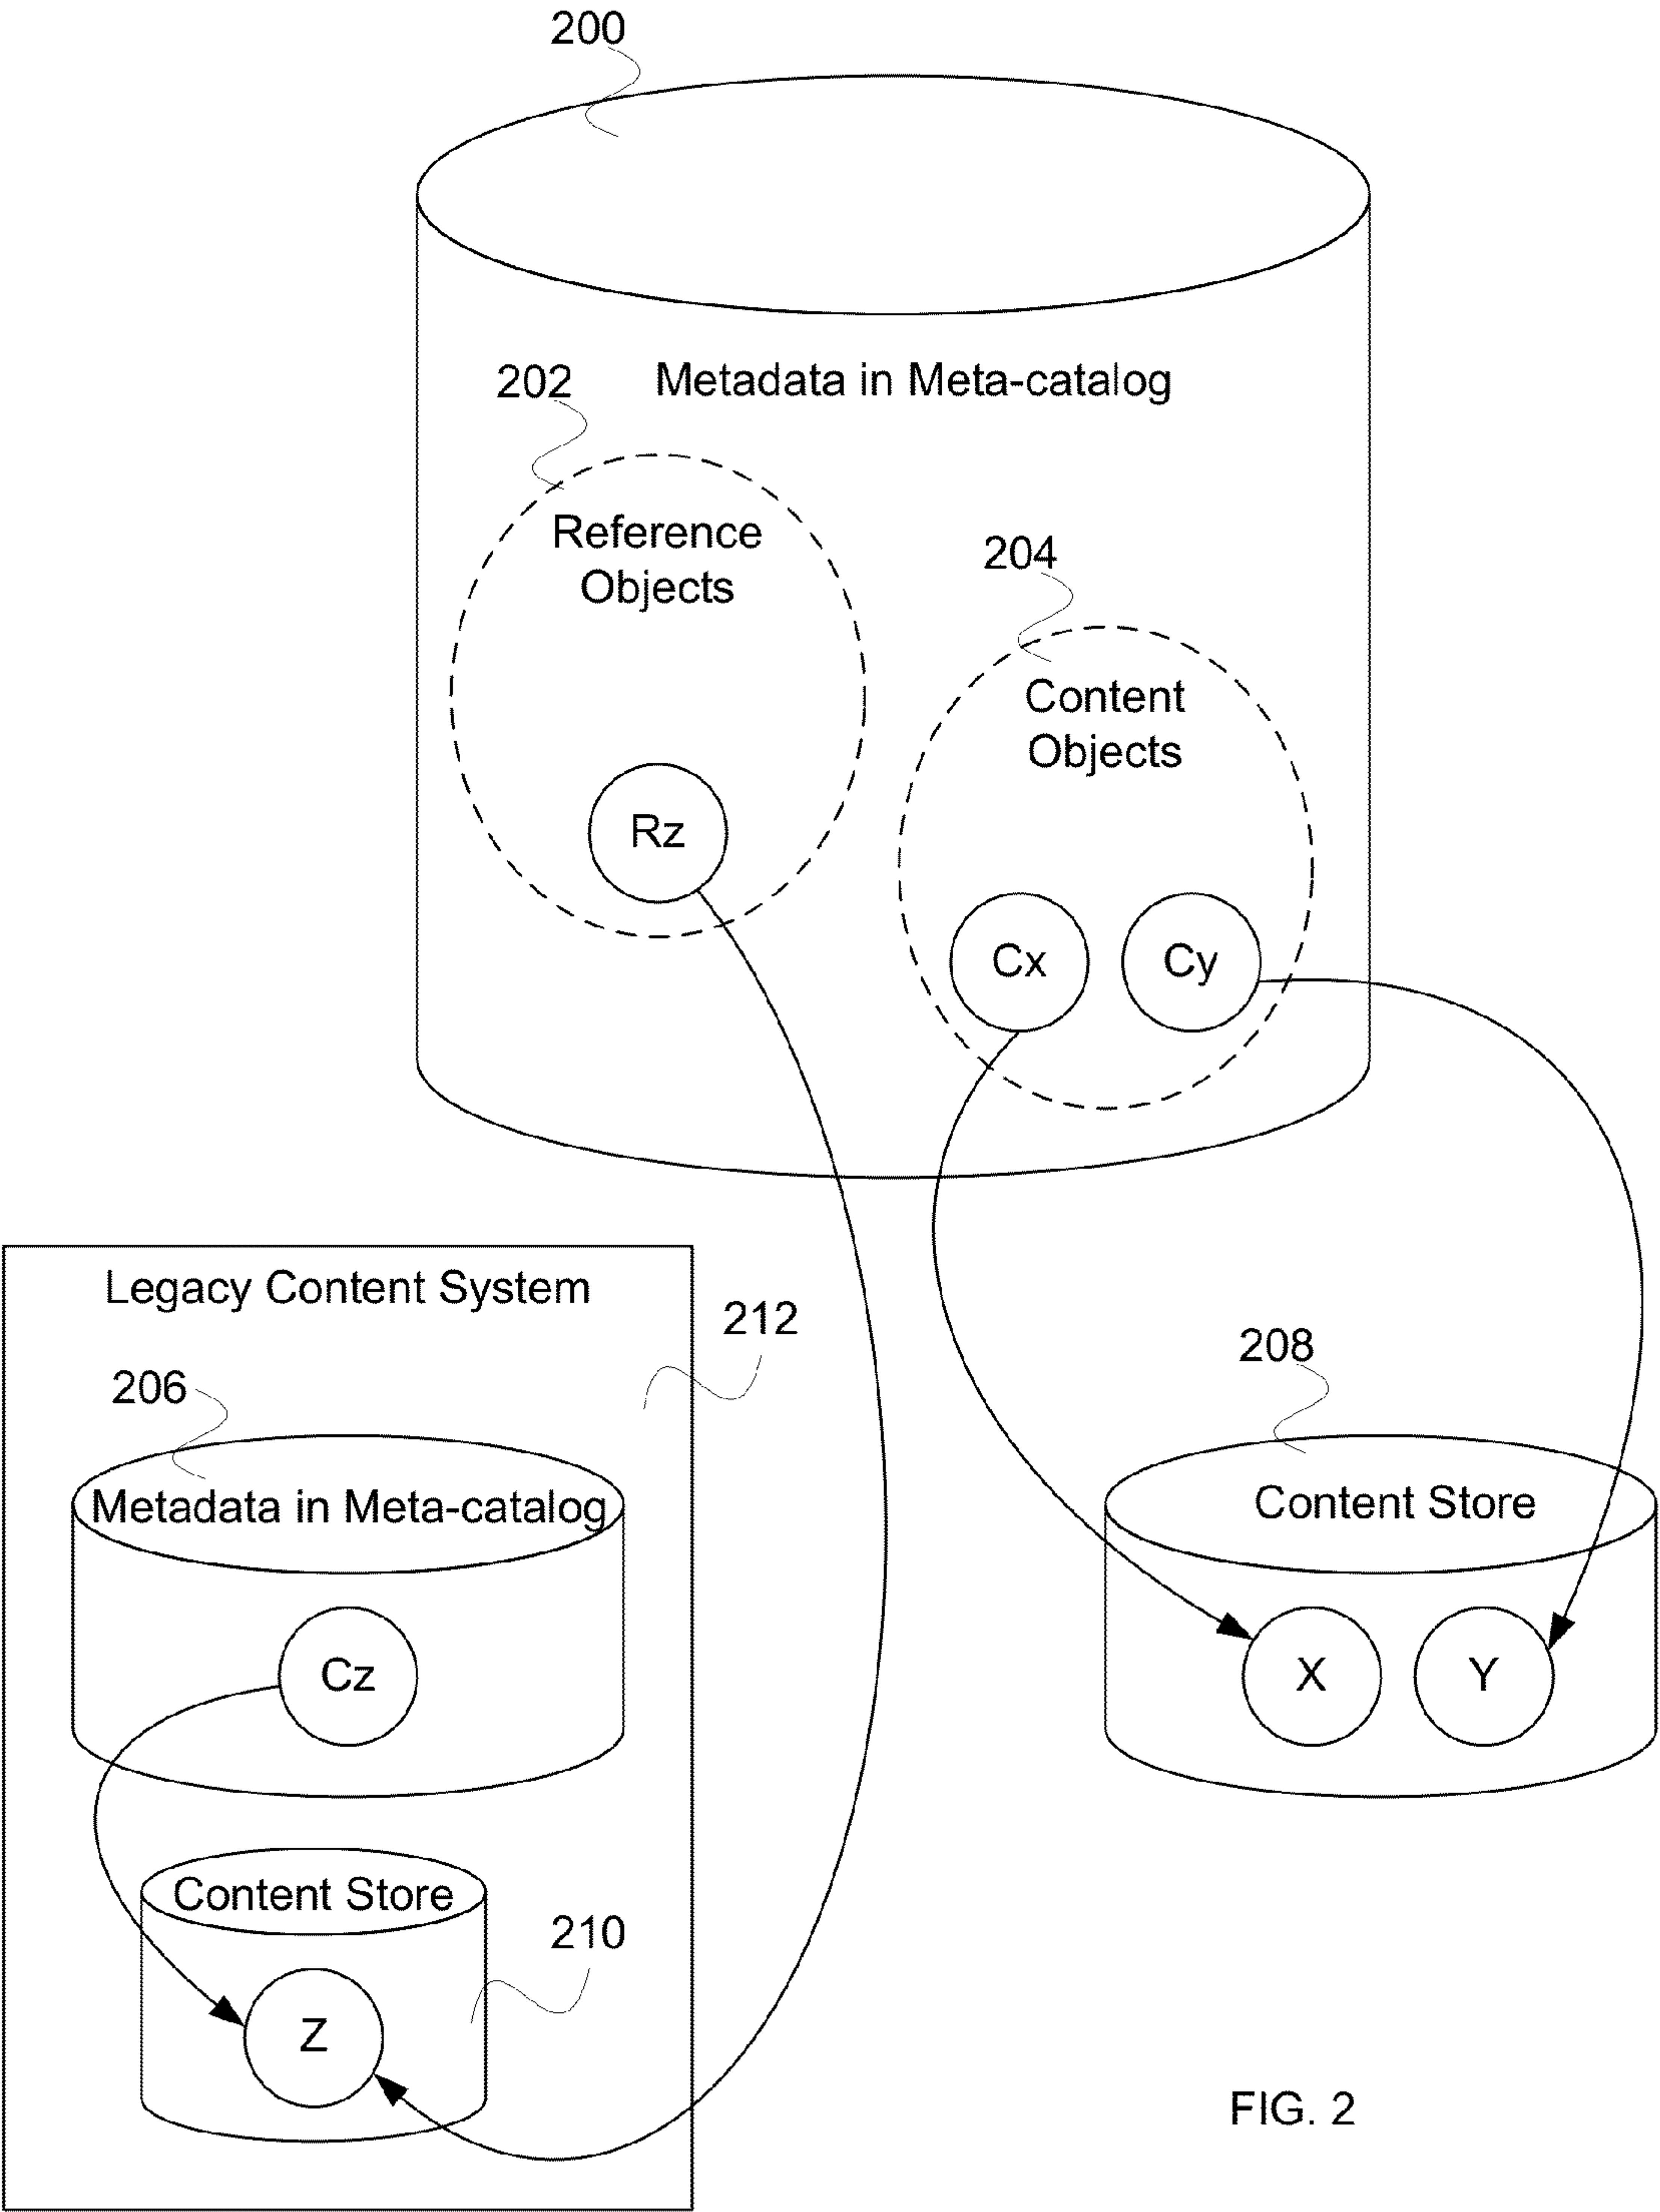 200
Metadata in Meta-catalog
202
Reference
Objects
204
Content
Objects
Rz
Cx
Cy
Legacy Content System
212
206
Metadata in Meta-catalog
Cz
208
Content Store
X
Y
Content Store
210
Z
FIG. 2